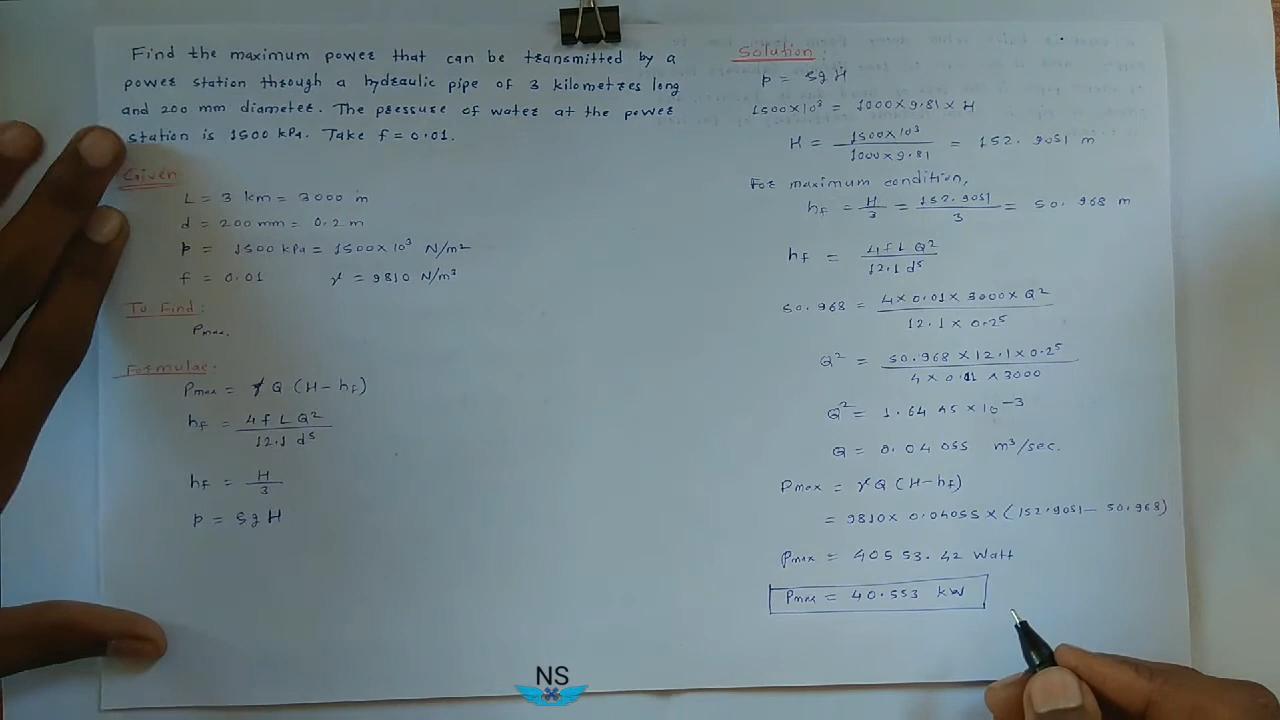 Find the maximum power that can be transmitted by a
power station through a hydraulic pipe of 3 kilometres long
and 200 mm diameter. The pressure of water at the power
station is 1500 kPa. Take f = 0.01.
Given
L = 3 km = 3000 m
d = 200 mm = 0.2 m
p = 1500 kPa = 1500 × 10³ N/m²
f = 0.01 γ = 9810 N/m³
To Find:
Pmax.
Formulae:
Pmax = γ Q (H - hf)
hf = 4 f L Q² / 12.1 d⁵
hf = H / 3
p = ρ g H
Solution:
p = ρ g H
1500 × 10³ = 1000 × 9.81 × H
H = 1500 × 10³ / 1000 × 9.81 = 152.9051 m
For maximum condition,
hf = H / 3 = 152.9051 / 3 = 50.968 m
hf = 4 f L Q² / 12.1 d⁵
50.968 = 4 × 0.01 × 3000 × Q² / 12.1 × 0.2⁵
Q² = 50.968 × 12.1 × 0.2⁵ / 4 × 0.01 × 3000
Q² = 1.6445 × 10⁻³
Q = 0.04055 m³/sec.
Pmax = γ Q (H - hf)
= 9810 × 0.04055 × (152.9051 - 50.968)
Pmax = 40553.42 Watt
Pmax = 40.553 kW
NS